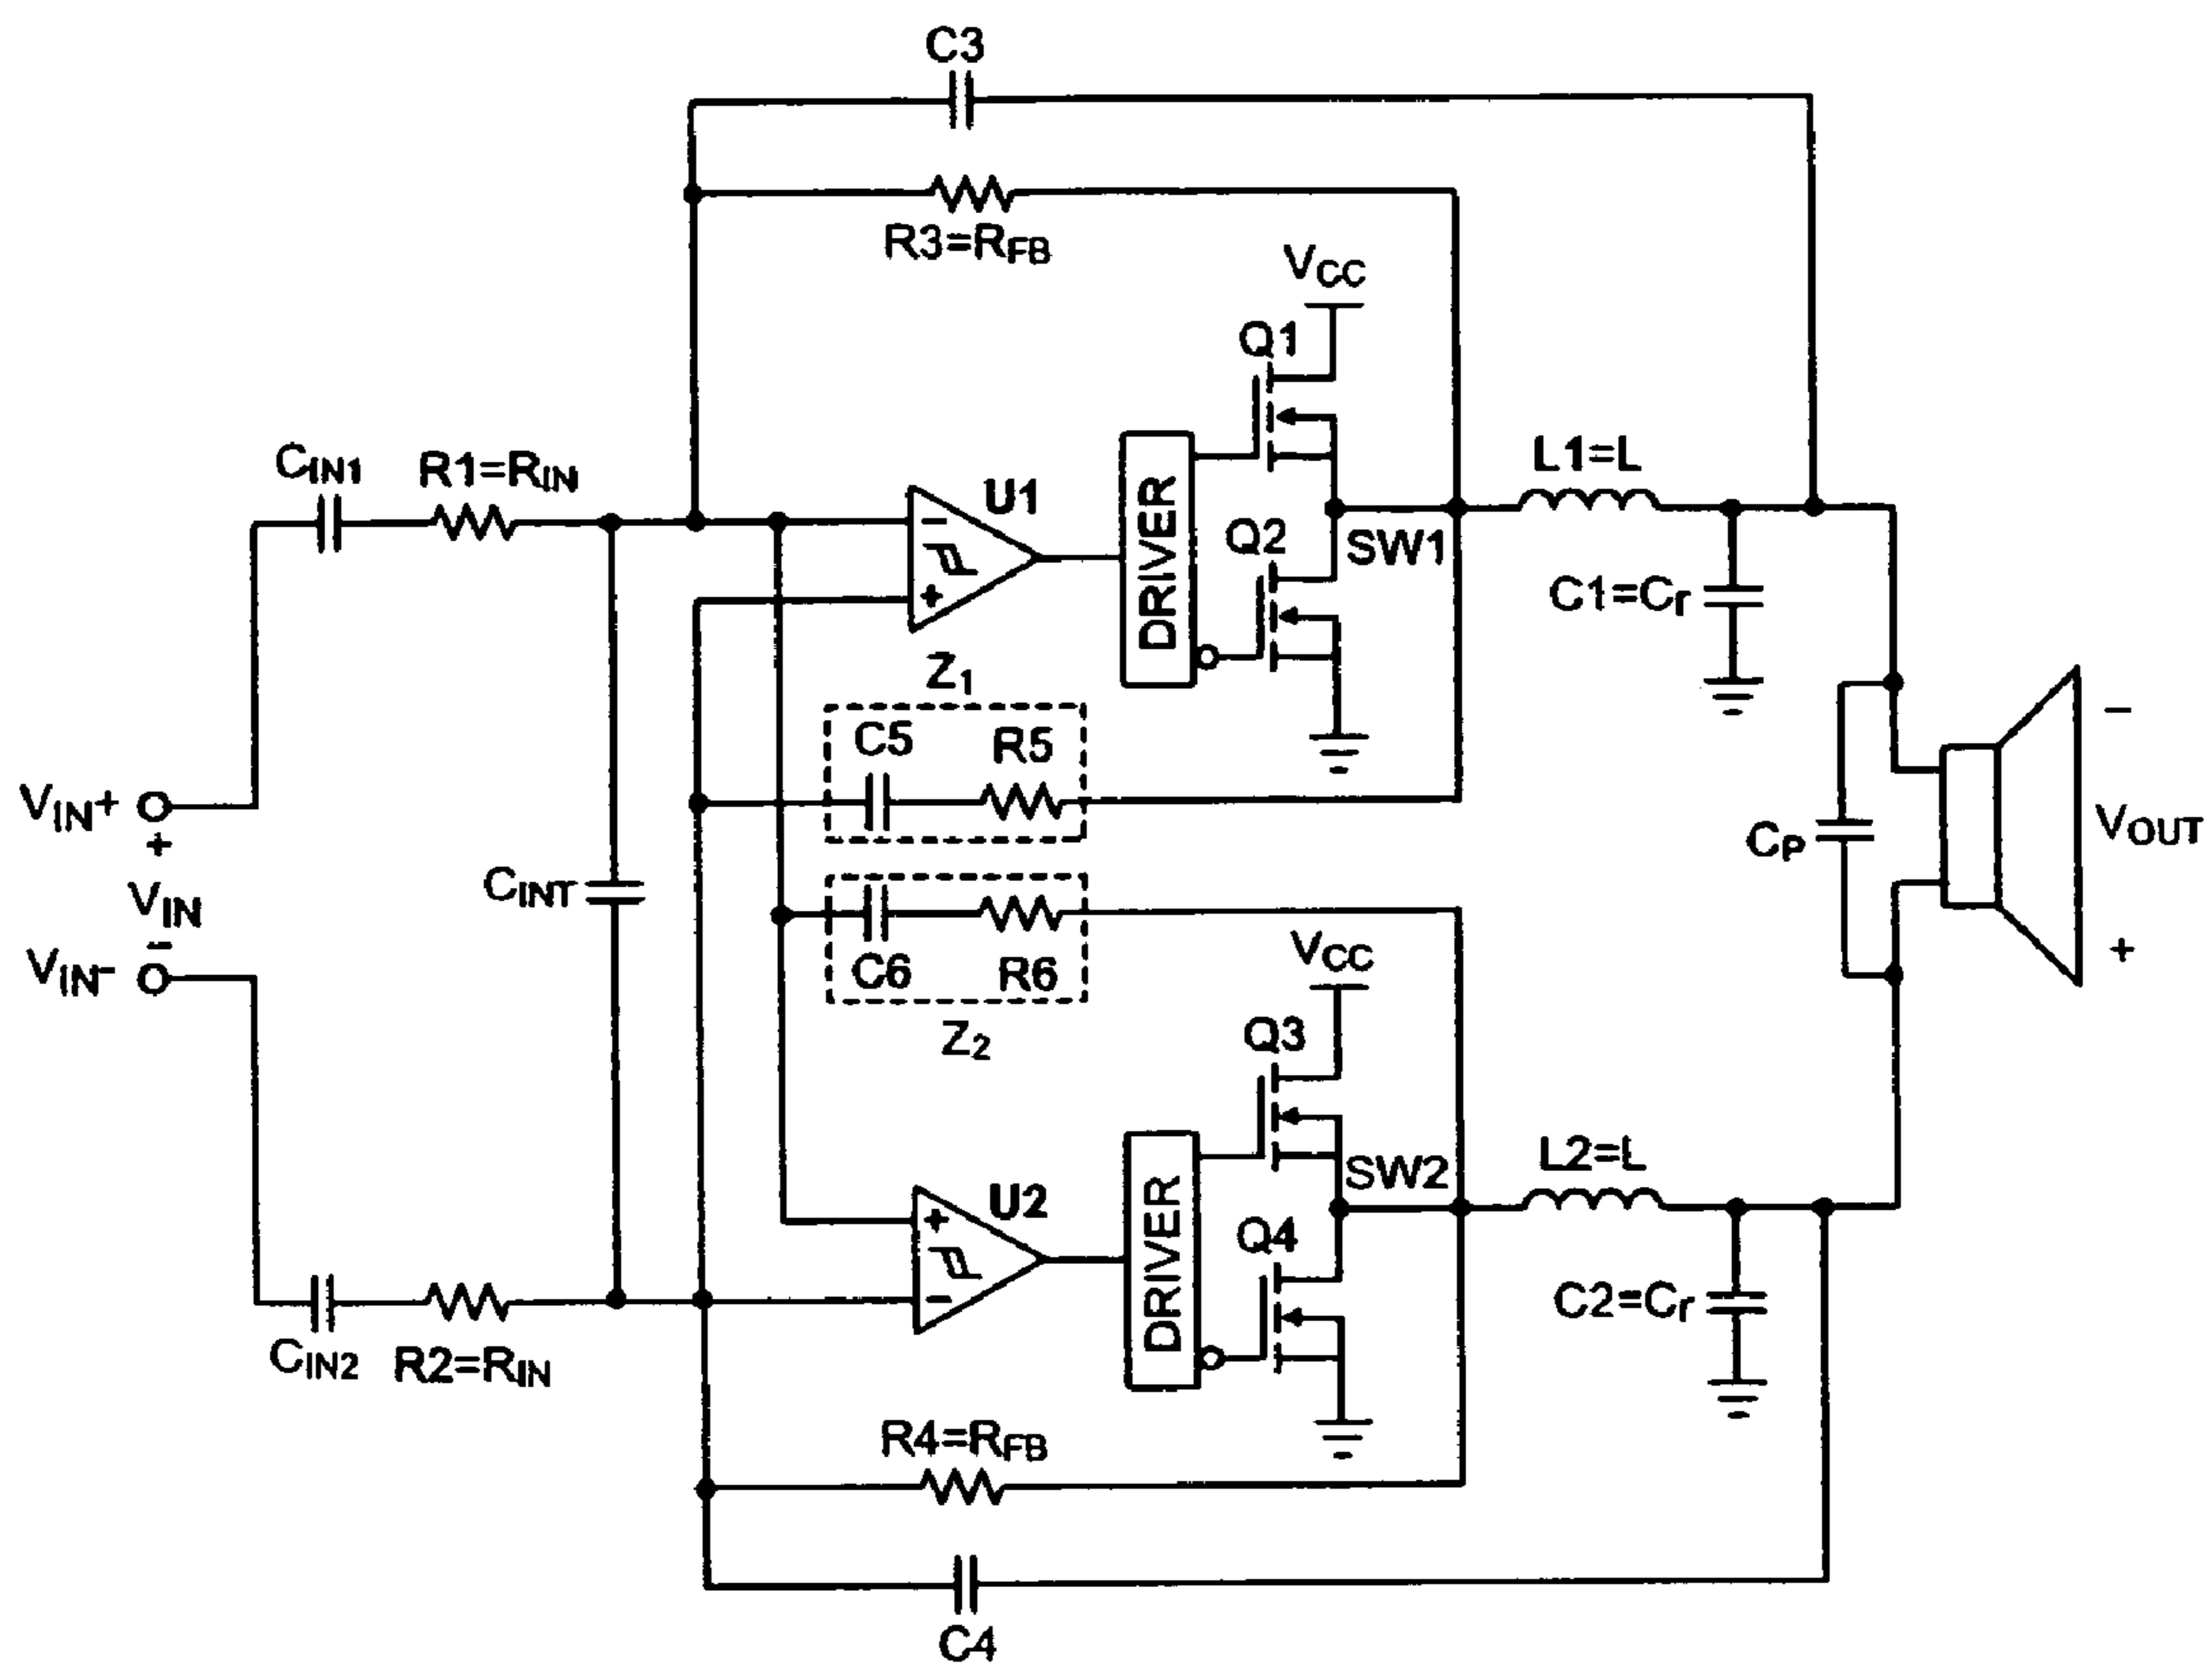 C3
R3=RFB
VCC
Q1
CIN1
R1=RIN
U1
L1=L
−
+
DRIVER
Q2
SW1
C1=Cr
Z1
C5
R5
−
VIN+
+
CP
VOUT
CINT
VIN
−
VIN-
C6
R6
VCC
+
Z2
Q3
L2=L
U2
SW2
+
−
DRIVER
Q4
C2=Cr
CIN2
R2=RIN
R4=RFB
C4